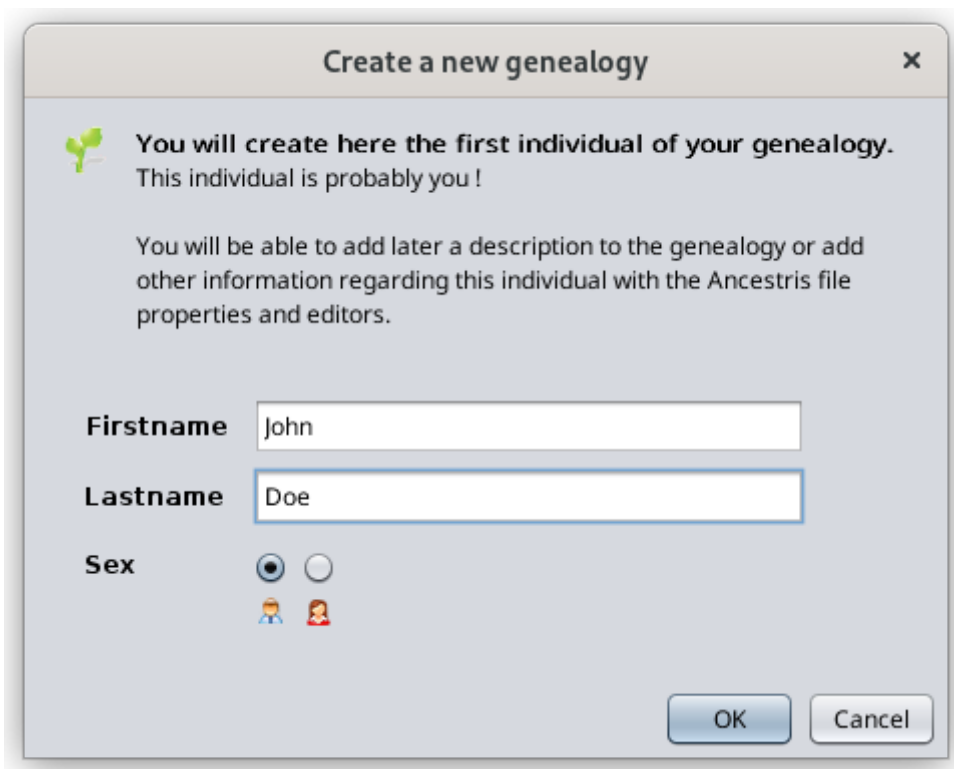 Create a new genealogy
You will create here the first individual of your genealogy.
This individual is probably you !
You will be able to add later a description to the genealogy or add
other information regarding this individual with the Ancestris file
properties and editors.
Firstname John
Lastname Doe
Sex
OK Cancel